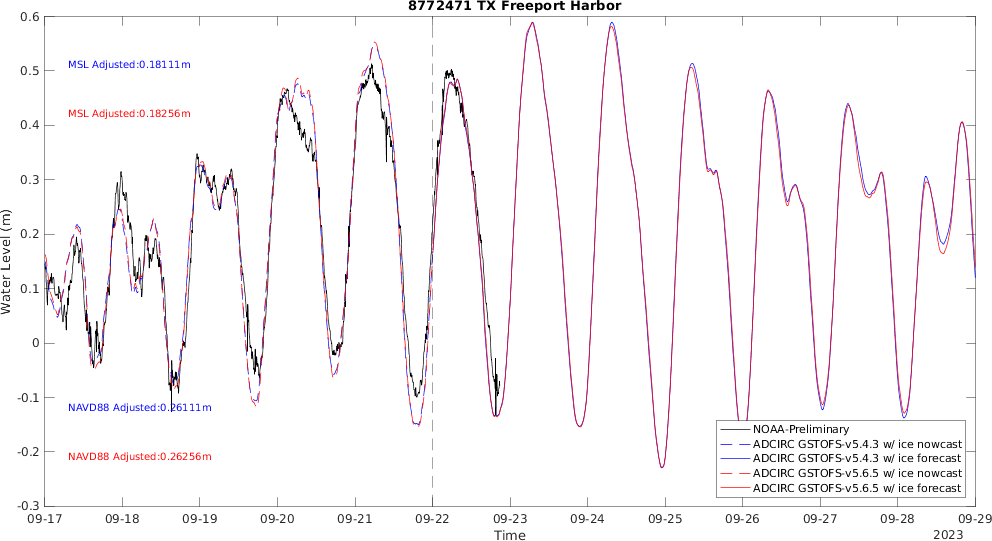 8772471 TX Freeport Harbor
Water Level (m)
0.6
0.5
0.4
0.3
0.2
0.1
0
-0.1
-0.2
-0.3
MSL Adjusted:0.18111m
MSL Adjusted:0.18256m
NAVD88 Adjusted:0.26111m
NAVD88 Adjusted:0.26256m
NOAA-Preliminary
ADCIRC GSTOFS-v5.4.3 w/ ice nowcast
ADCIRC GSTOFS-v5.4.3 w/ ice forecast
ADCIRC GSTOFS-v5.6.5 w/ ice nowcast
ADCIRC GSTOFS-v5.6.5 w/ ice forecast
09-17 09-18 09-19 09-20 09-21 09-22 09-23 09-24 09-25 09-26 09-27 09-28 09-29
Time
2023